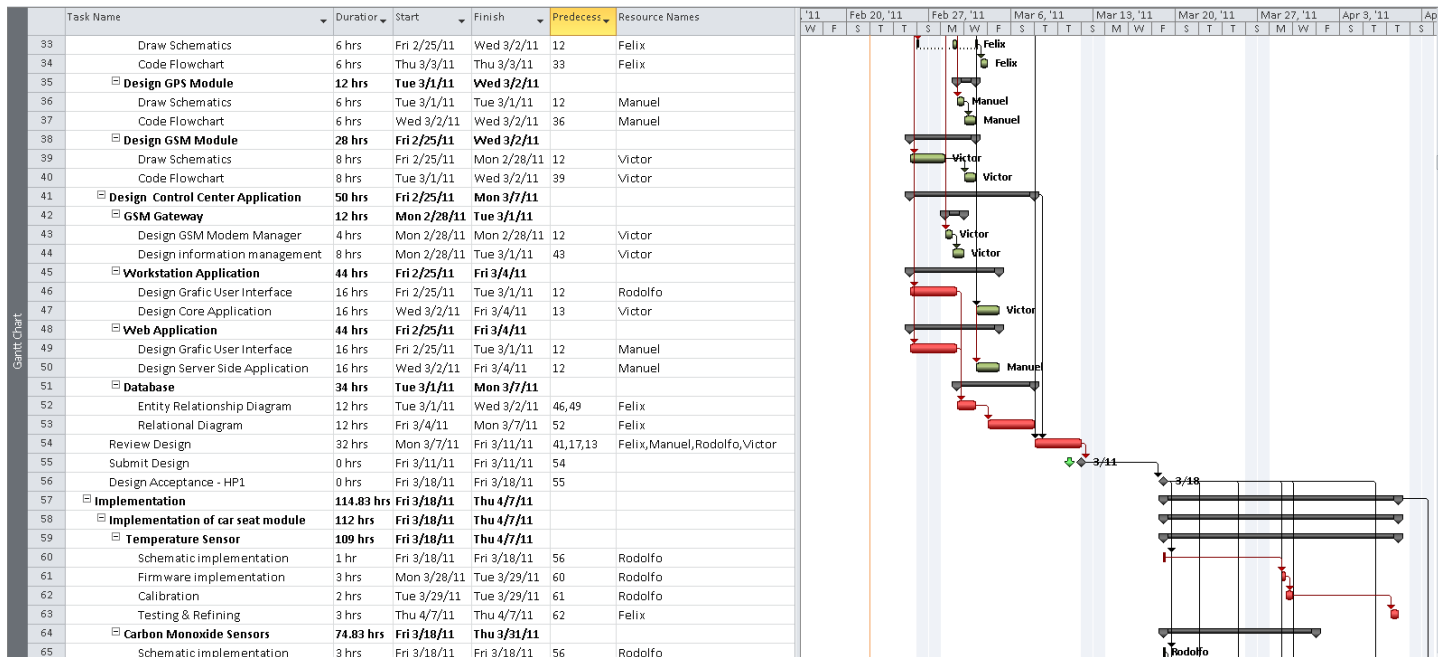 Task Name Duration Start Finish Predecess Resource Names , '11 Feb 20, '11 Feb 27, '11 Mar 6, '11 Mar 13, '11 Mar 20, '11 Mar 27, '11 Apr 3, '11 Ap
W F S T T S M W F S T T S M W F S T T S M W F S T T S
33 Draw Schematics 6 hrs Fri 2/25/11 Wed 3/2/11 12 Felix Felix
34 Code Flowchart 6 hrs Thu 3/3/11 Thu 3/3/11 33 Felix Felix
35 Design GPS Module 12 hrs Tue 3/1/11 Wed 3/2/11
36 Draw Schematics 6 hrs Tue 3/1/11 Tue 3/1/11 12 Manuel Manuel
37 Code Flowchart 6 hrs Wed 3/2/11 Wed 3/2/11 36 Manuel Manuel
38 Design GSM Module 28 hrs Fri 2/25/11 Wed 3/2/11
39 Draw Schematics 8 hrs Fri 2/25/11 Mon 2/28/11 12 Victor Victor
40 Code Flowchart 8 hrs Tue 3/1/11 Wed 3/2/11 39 Victor Victor
41 Design Control Center Application 50 hrs Fri 2/25/11 Mon 3/7/11
42 GSM Gateway 12 hrs Mon 2/28/11 Tue 3/1/11
43 Design GSM Modem Manager 4 hrs Mon 2/28/11 Mon 2/28/11 12 Victor Victor
44 Design information management 8 hrs Mon 2/28/11 Tue 3/1/11 43 Victor Victor
45 Workstation Application 44 hrs Fri 2/25/11 Fri 3/4/11
46 Design Grafic User Interface 16 hrs Fri 2/25/11 Tue 3/1/11 12 Rodolfo
47 Design Core Application 16 hrs Wed 3/2/11 Fri 3/4/11 13 Victor Victor
48 Web Application 44 hrs Fri 2/25/11 Fri 3/4/11
49 Design Grafic User Interface 16 hrs Fri 2/25/11 Tue 3/1/11 12 Manuel
50 Design Server Side Application 16 hrs Wed 3/2/11 Fri 3/4/11 12 Manuel Manuel
51 Database 34 hrs Tue 3/1/11 Mon 3/7/11
52 Entity Relationship Diagram 12 hrs Tue 3/1/11 Wed 3/2/11 46,49 Felix
53 Relational Diagram 12 hrs Fri 3/4/11 Mon 3/7/11 52 Felix
54 Review Design 32 hrs Mon 3/7/11 Fri 3/11/11 41,17,13 Felix,Manuel,Rodolfo,Victor
55 Submit Design 0 hrs Fri 3/11/11 Fri 3/11/11 54 3/11
56 Design Acceptance - HP1 0 hrs Fri 3/18/11 Fri 3/18/11 55 3/18
57 Implementation 114.83 hrs Fri 3/18/11 Thu 4/7/11
58 Implementation of car seat module 112 hrs Fri 3/18/11 Thu 4/7/11
59 Temperature Sensor 109 hrs Fri 3/18/11 Thu 4/7/11
60 Schematic implementation 1 hr Fri 3/18/11 Fri 3/18/11 56 Rodolfo
61 Firmware implementation 3 hrs Mon 3/28/11 Tue 3/29/11 60 Rodolfo
62 Calibration 2 hrs Tue 3/29/11 Tue 3/29/11 61 Rodolfo
63 Testing & Refining 3 hrs Thu 4/7/11 Thu 4/7/11 62 Felix
64 Carbon Monoxide Sensors 74.83 hrs Fri 3/18/11 Thu 3/31/11
65 Schematic implementation 3 hrs Fri 3/18/11 Fri 3/18/11 56 Rodolfo Rodolfo
Gantt Chart